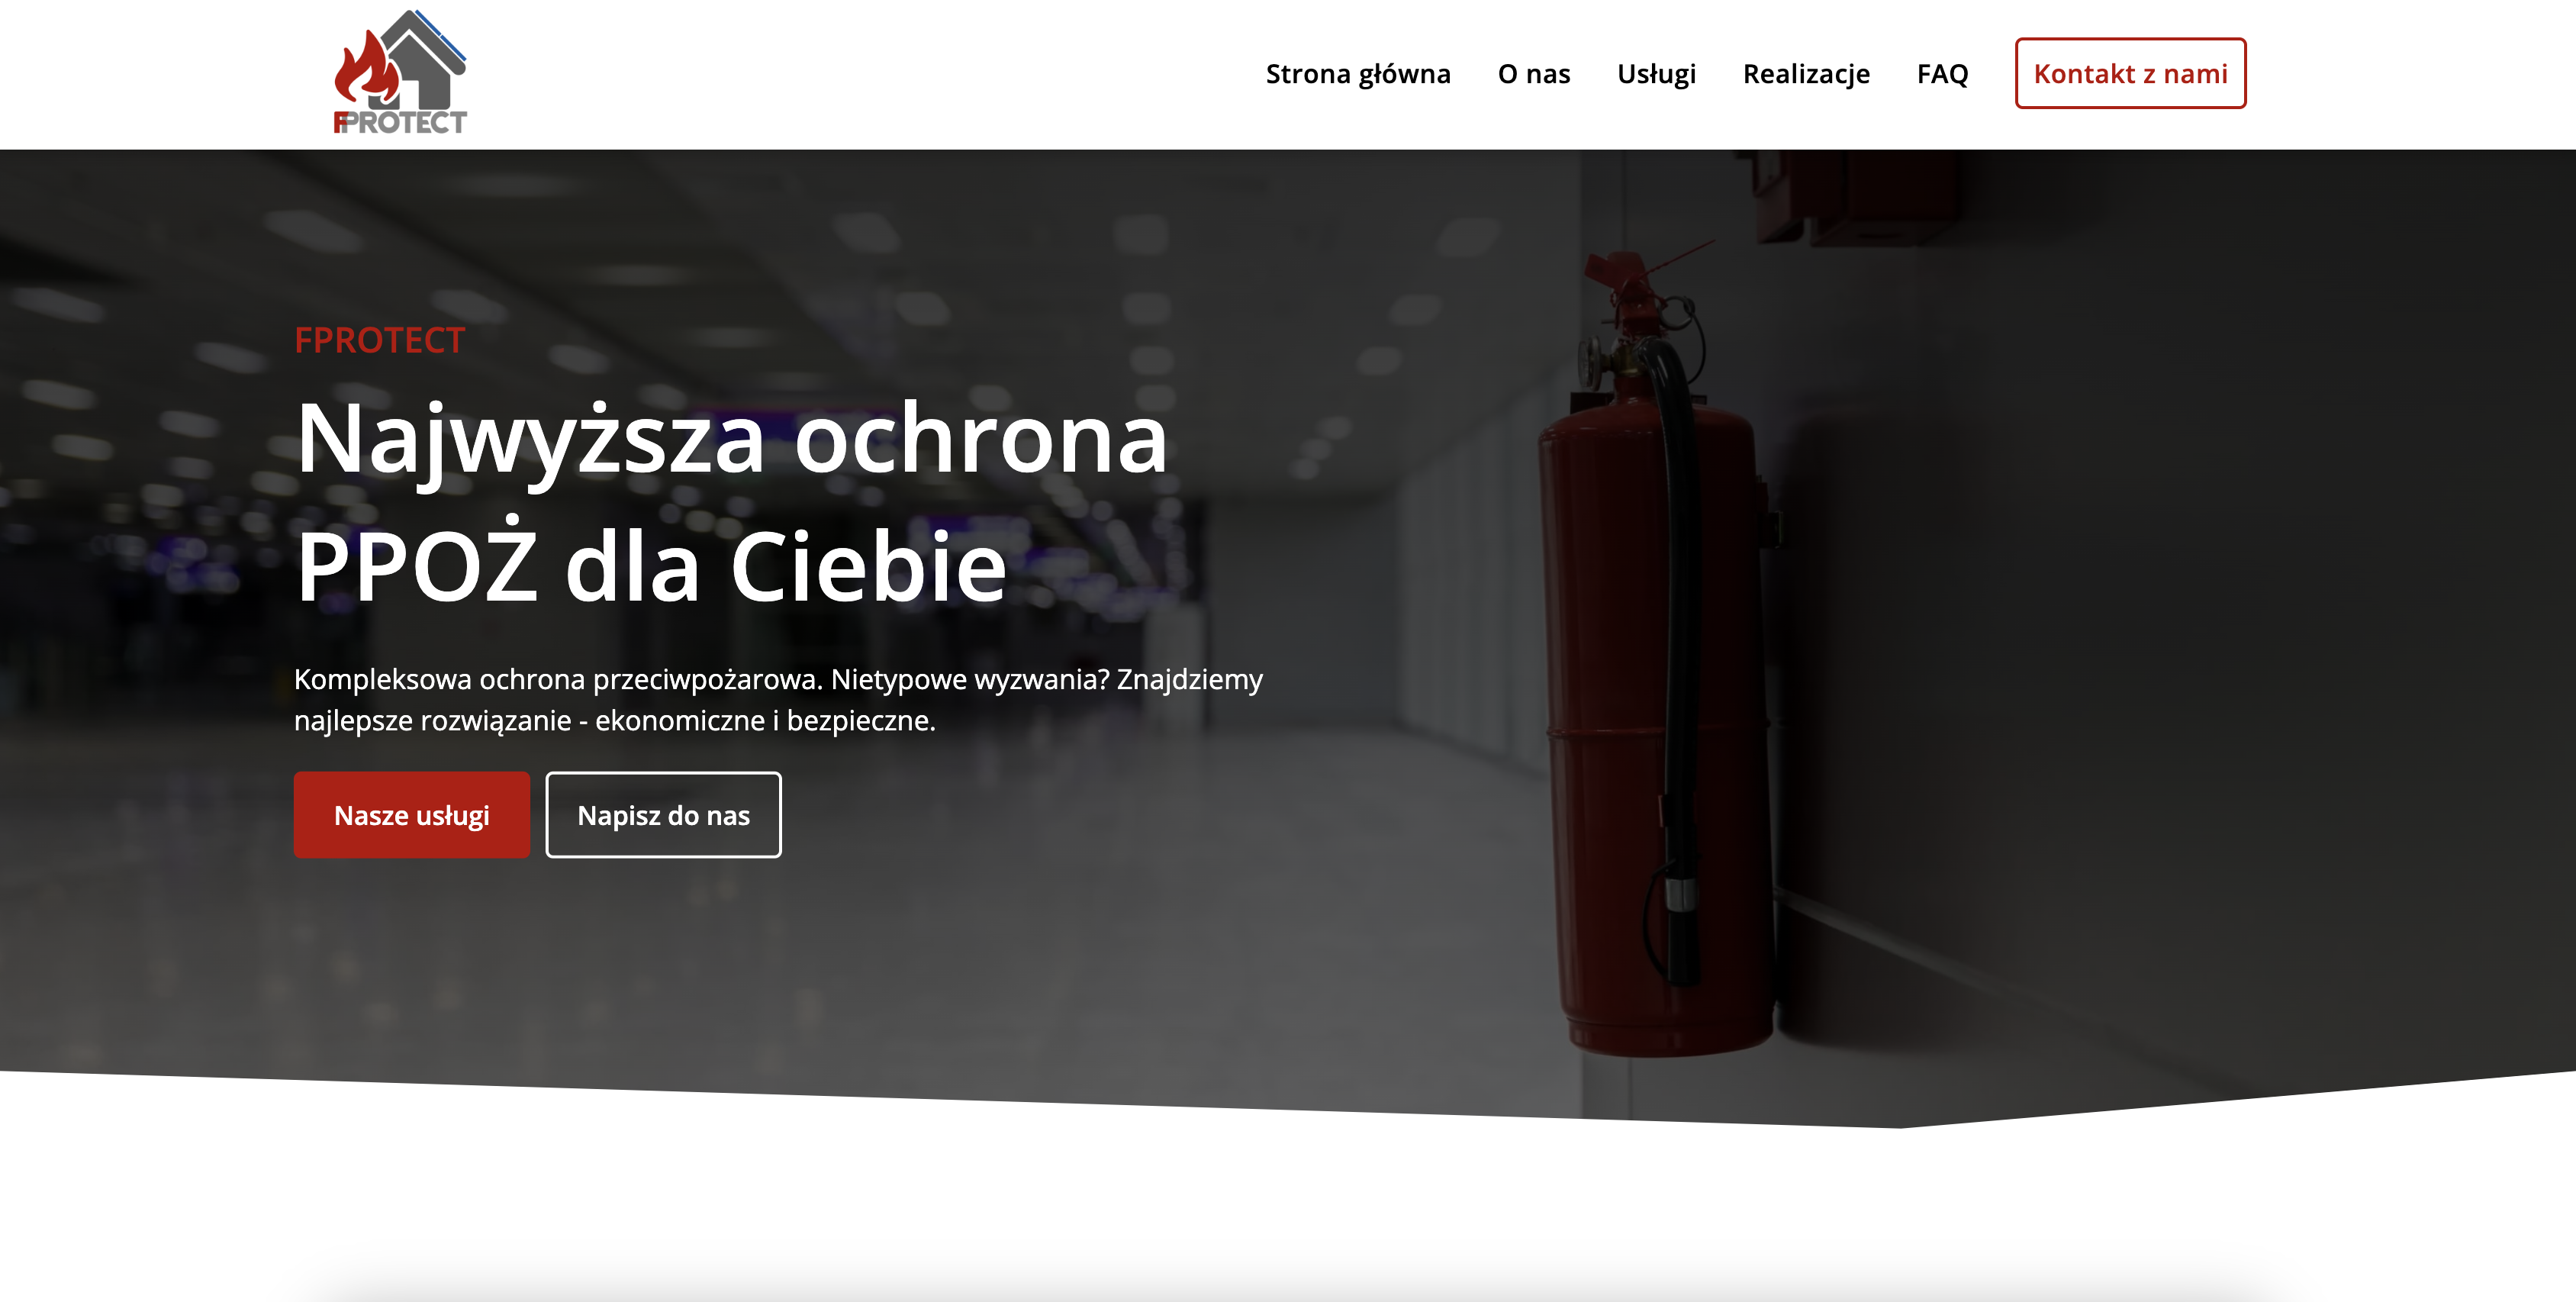 FPROTECT
Strona główna O nas Usługi Realizacje FAQ Kontakt z nami
FPROTECT
Najwyższa ochrona
PPOŻ dla Ciebie
Kompleksowa ochrona przeciwpożarowa. Nietypowe wyzwania? Znajdziemy
najlepsze rozwiązanie - ekonomiczne i bezpieczne.
Nasze usługi Napisz do nas